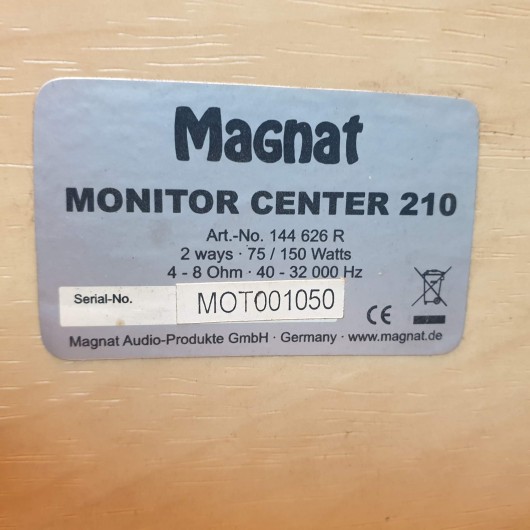 Magnat
MONITOR CENTER 210
Art.-No. 144 626 R
2 ways · 75 / 150 Watts
4 - 8 Ohm · 40 - 32 000 Hz
Serial-No. MOT001050
CE
Magnat Audio-Produkte GmbH · Germany · www.magnat.de